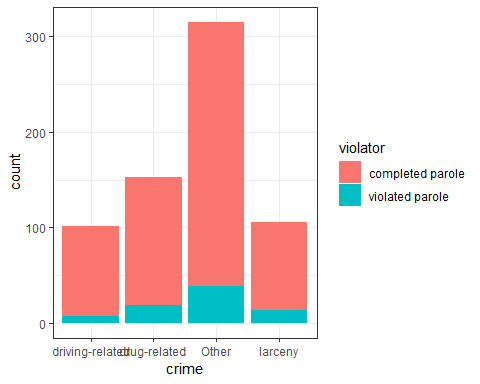 300
200
100
0
count
driving-related
drug-related
Other
larceny
crime
violator
completed parole
violated parole